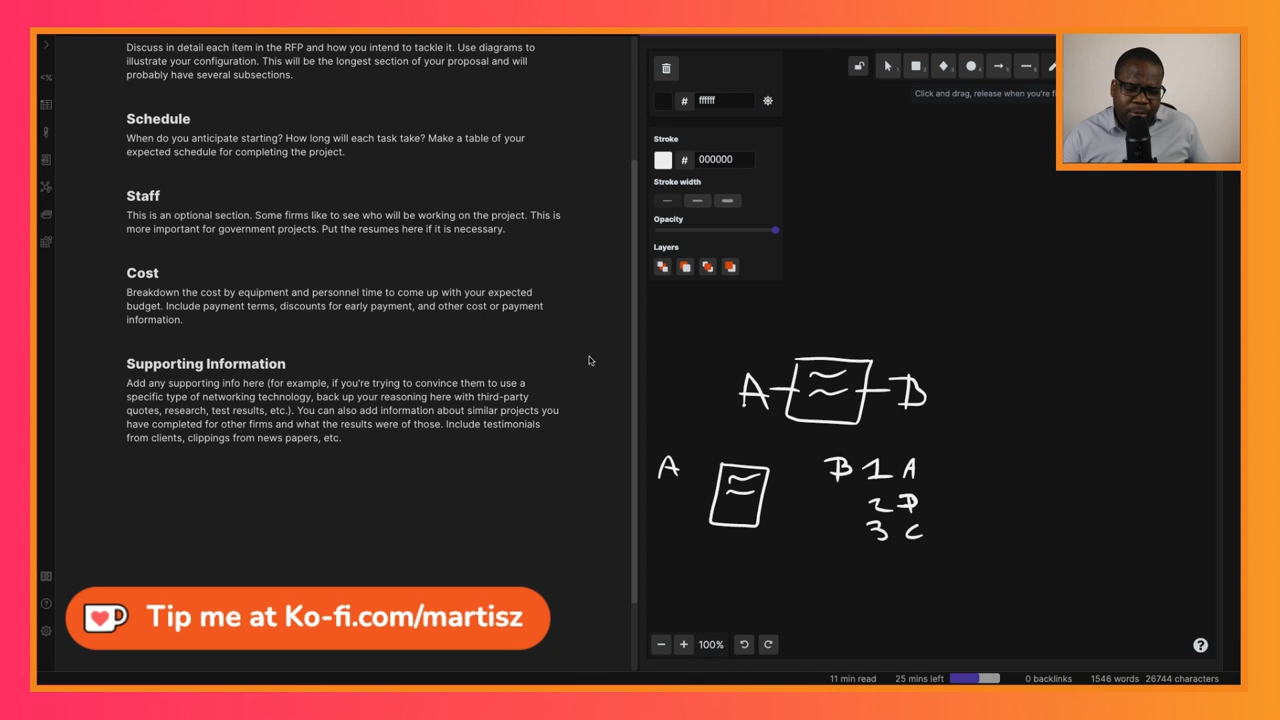 Discuss in detail each item in the RFP and how you intend to tackle it. Use diagrams to
illustrate your configuration. This will be the longest section of your proposal and will
probably have several subsections.
Schedule
When do you anticipate starting? How long will each task take? Make a table of your
expected schedule for completing the project.
Staff
This is an optional section. Some firms like to see who will be working on the project. This is
more important for government projects. Put the resumes here if it is necessary.
Cost
Breakdown the cost by equipment and personnel time to come up with your expected
budget. Include payment terms, discounts for early payment, and other cost or payment
information.
Supporting Information
Add any supporting info here (for example, if you're trying to convince them to use a
specific type of networking technology, back up your reasoning here with third-party
quotes, research, test results, etc.). You can also add information about similar projects you
have completed for other firms and what the results were of those. Include testimonials
from clients, clippings from news papers, etc.
Tip me at Ko-fi.com/martisz
Click and drag, release when you're fi
# ffffff
Stroke
# 000000
Stroke width
Opacity
Layers
A B
A B 1 A
2 D
3 C
100%
?
11 min read 25 mins left 0 backlinks 1546 words 26744 characters